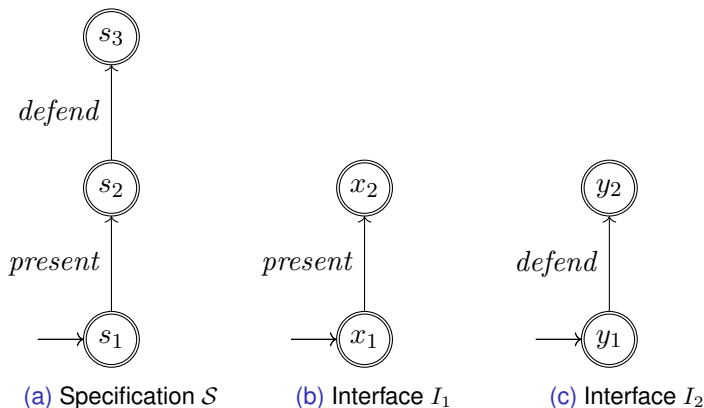 s3
defend
s2
x2
y2
present
present
defend
s1
x1
y1
(a) Specification S
(b) Interface I1
(c) Interface I2